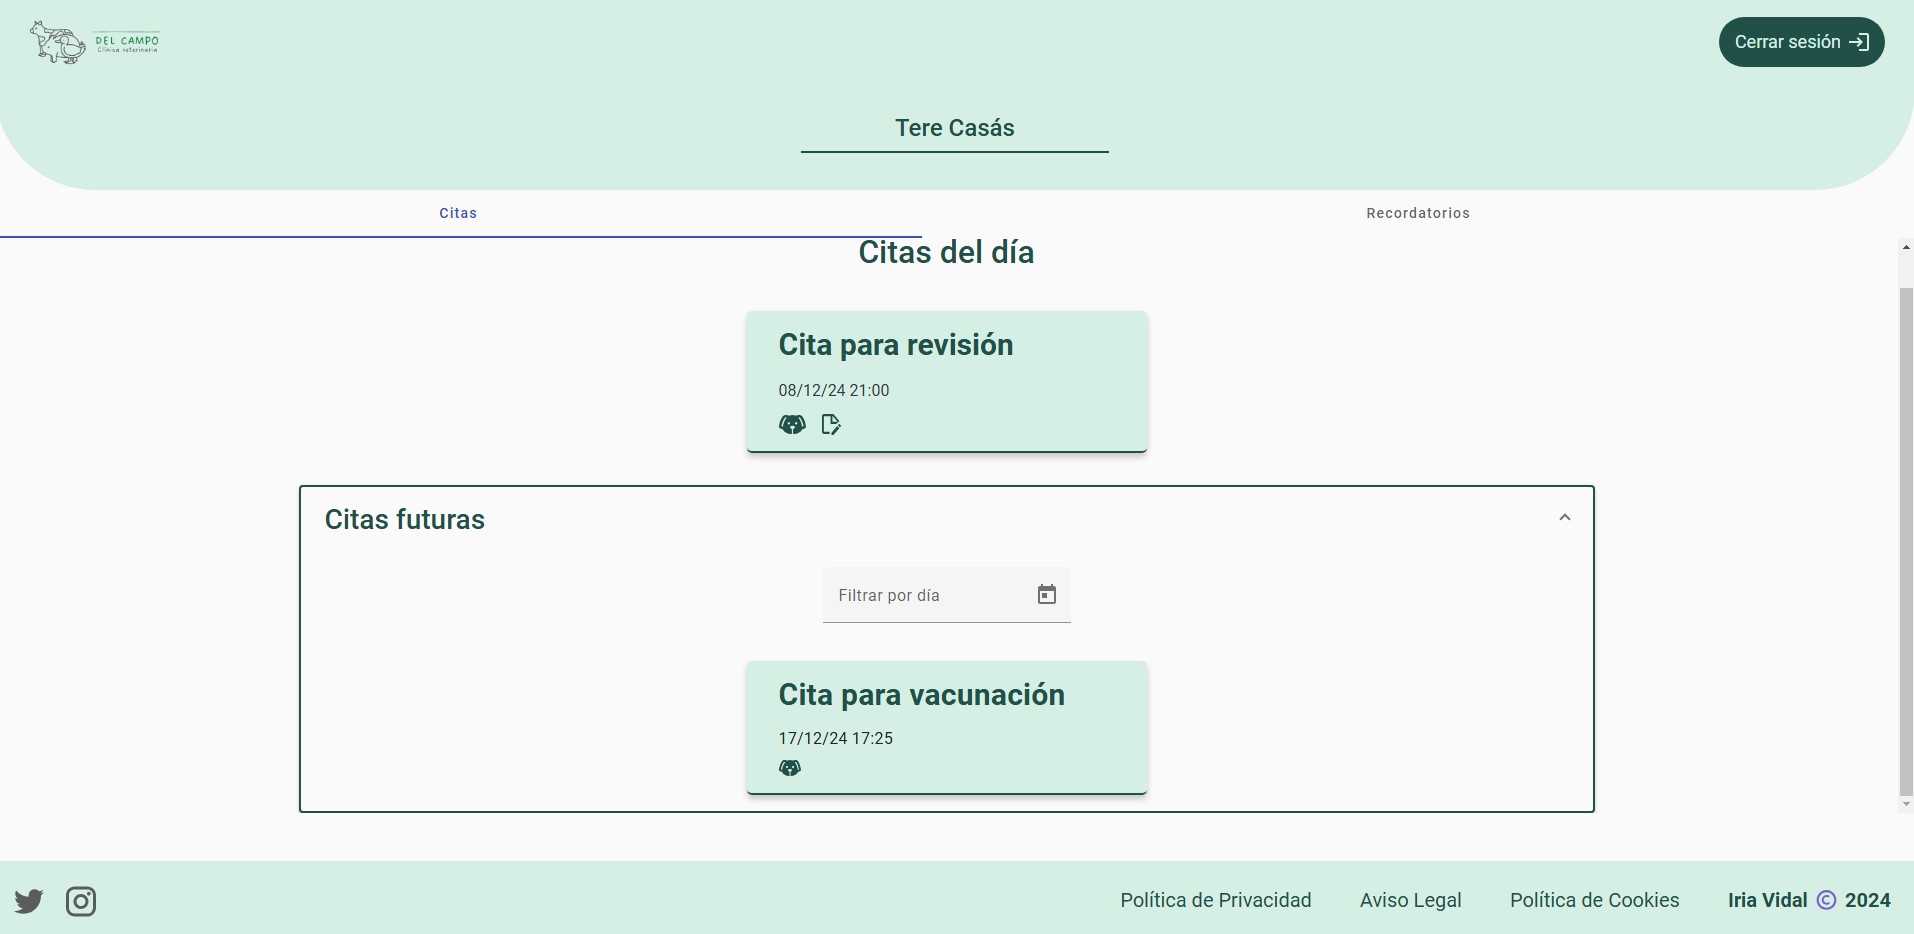 DEL CAMPO
Clínica veterinaria
Cerrar sesión
Tere Casás
Citas
Recordatorios
Citas del día
Cita para revisión
08/12/24 21:00
Citas futuras
Filtrar por día
Cita para vacunación
17/12/24 17:25
Política de Privacidad
Aviso Legal
Política de Cookies
Iria Vidal © 2024